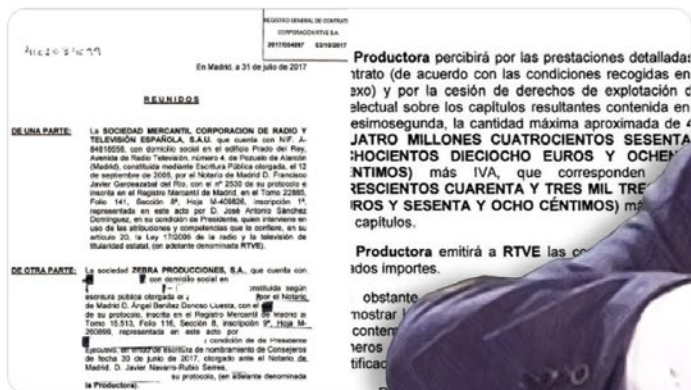 REGISTRO GENERAL DE CONTRATO
CORPORACIÓN RTVE S.A.
2017/004097 03/10/2017
En Madrid, a 31 de julio de 2017
REUNIDOS
DE UNA PARTE:
La SOCIEDAD MERCANTIL CORPORACION DE RADIO Y
TELEVISIÓN ESPAÑOLA, S.A.U. que cuenta con NIF. A-
84818558, con domicilio social en el edificio Prado del Rey,
Avenida de Radio Televisión, número 4, de Pozuelo de Alarcón
(Madrid), constituida mediante Escritura Pública otorgada, el 12
de septiembre de 2006, por el Notario de Madrid D. Francisco
Javier Gardeazabal del Río, con el nº 2530 de su protocolo e
inscrita en el Registro Mercantil de Madrid, en el Tomo 22885,
Folio 141, Sección 8ª, Hoja M-409826, inscripción 1ª,
representada en este acto por D. José Antonio Sánchez
Domínguez, en su condición de Presidente, quien interviene en
uso de las atribuciones y competencias que le confiere, en su
artículo 20, la Ley 17/2006 de la radio y la televisión de
titularidad estatal, (en adelante denominada RTVE).
DE OTRA PARTE:
La sociedad ZEBRA PRODUCCIONES, S.A., que cuenta con
con domicilio social en
constituida según
escritura pública otorgada por el Notario
de Madrid D. Ángel Benítez Donoso Cuesta, con el
de su protocolo, inscrita en el Registro Mercantil de Madrid al
Tomo 15.513, Folio 116, Sección 8, inscripción 9ª, Hoja M-
260899, representada en este acto por
condición de de Presidente
Ejecutivo, en virtud de escritura de nombramiento de Consejeros
de fecha 30 de junio de 2017, otorgado ante el Notario de
Madrid. D. Javier Navarro-Rubio Serres,
su protocolo, (en adelante denominada
la Productora).
Productora percibirá por las prestaciones detalladas
ntrato (de acuerdo con las condiciones recogidas en
exo) y por la cesión de derechos de explotación d
electual sobre los capítulos resultantes contenida en
esimosegunda, la cantidad máxima aproximada de 4
JATRO MILLONES CUATROCIENTOS SESENTA
CHOCIENTOS DIECIOCHO EUROS Y OCHEN
ÉNTIMOS) más IVA, que corresponden
RESCIENTOS CUARENTA Y TRES MIL TRE
IROS Y SESENTA Y OCHO CÉNTIMOS) má
capítulos.
Productora emitirá a RTVE las co
ados importes.
obstante
mostrar l
contem
neros
tificac